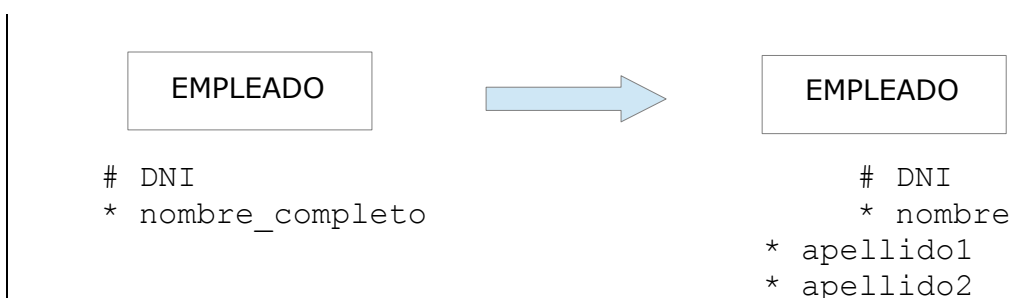 EMPLEADO
# DNI
* nombre_completo
EMPLEADO
# DNI
* nombre
* apellido1
* apellido2